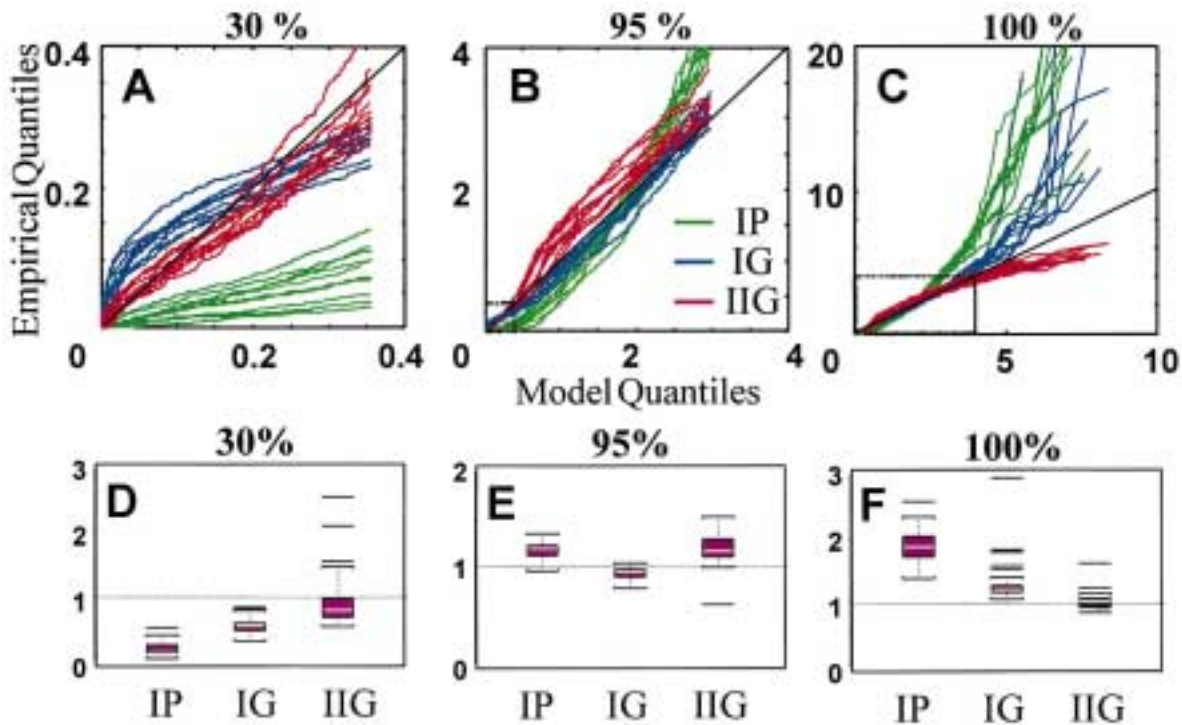 30 %
95 %
100 %
A
B
C
Empirical Quantiles
0.4
0.2
0
0.2
0.4
4
2
0
2
4
IP
IG
IIG
20
10
0
5
10
Model Quantiles
30%
95%
100%
D
E
F
3
2
1
0
IP IG IIG
2
1
0
IP IG IIG
3
2
1
0
IP IG IIG